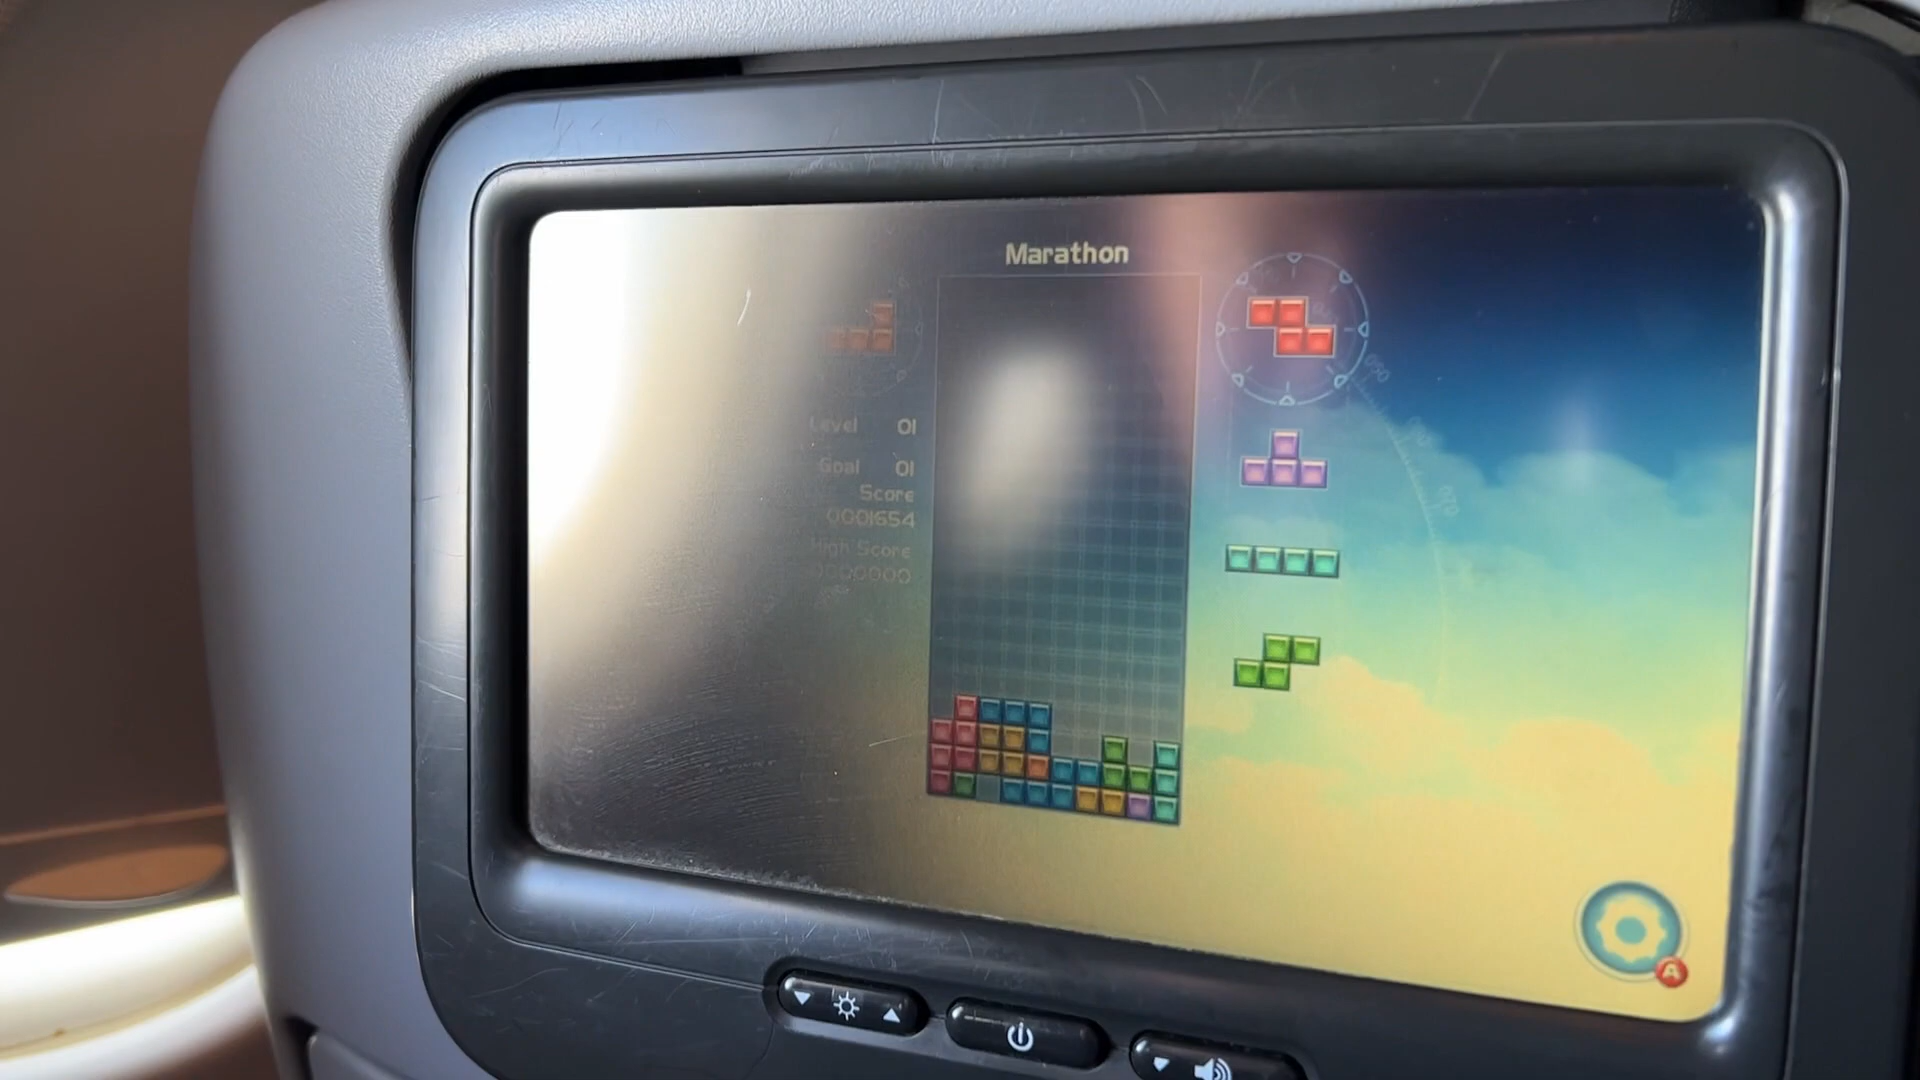 Marathon
Level 01
Goal 01
Score
0001654
High Score
0000000
A